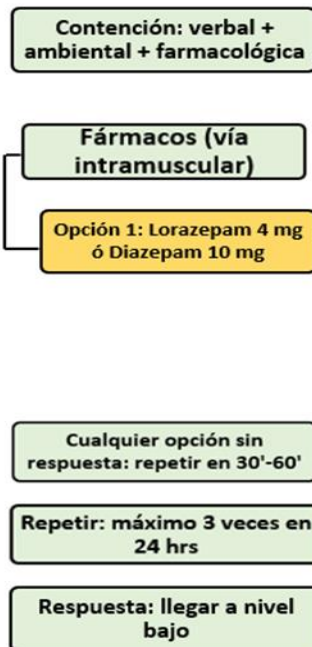 Contención: verbal +
ambiental + farmacológica
Fármacos (vía
intramuscular)
Opción 1: Lorazepam 4 mg
ó Diazepam 10 mg
Cualquier opción sin
respuesta: repetir en 30'-60'
Repetir: máximo 3 veces en
24 hrs
Respuesta: llegar a nivel
bajo